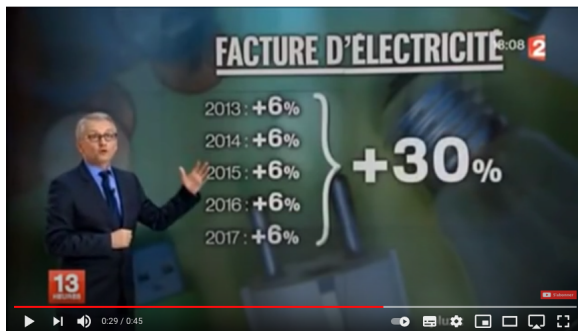 FACTURE D'ÉLECTRICITÉ
:08 2
2013 : +6%
2014 : +6%
2015 : +6%
2016 : +6%
2017 : +6%
+30%
13
HEURES
0:29 / 0:45